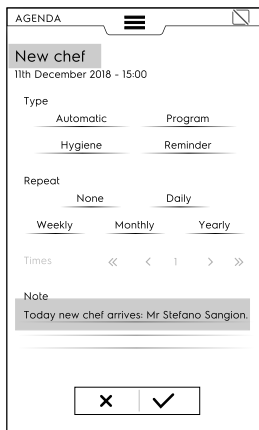 AGENDA
New chef
11th December 2018 - 15:00
Type
Automatic Program
Hygiene Reminder
Repeat
None Daily
Weekly Monthly Yearly
Times « < 1 > »
Note
Today new chef arrives: Mr Stefano Sangion.